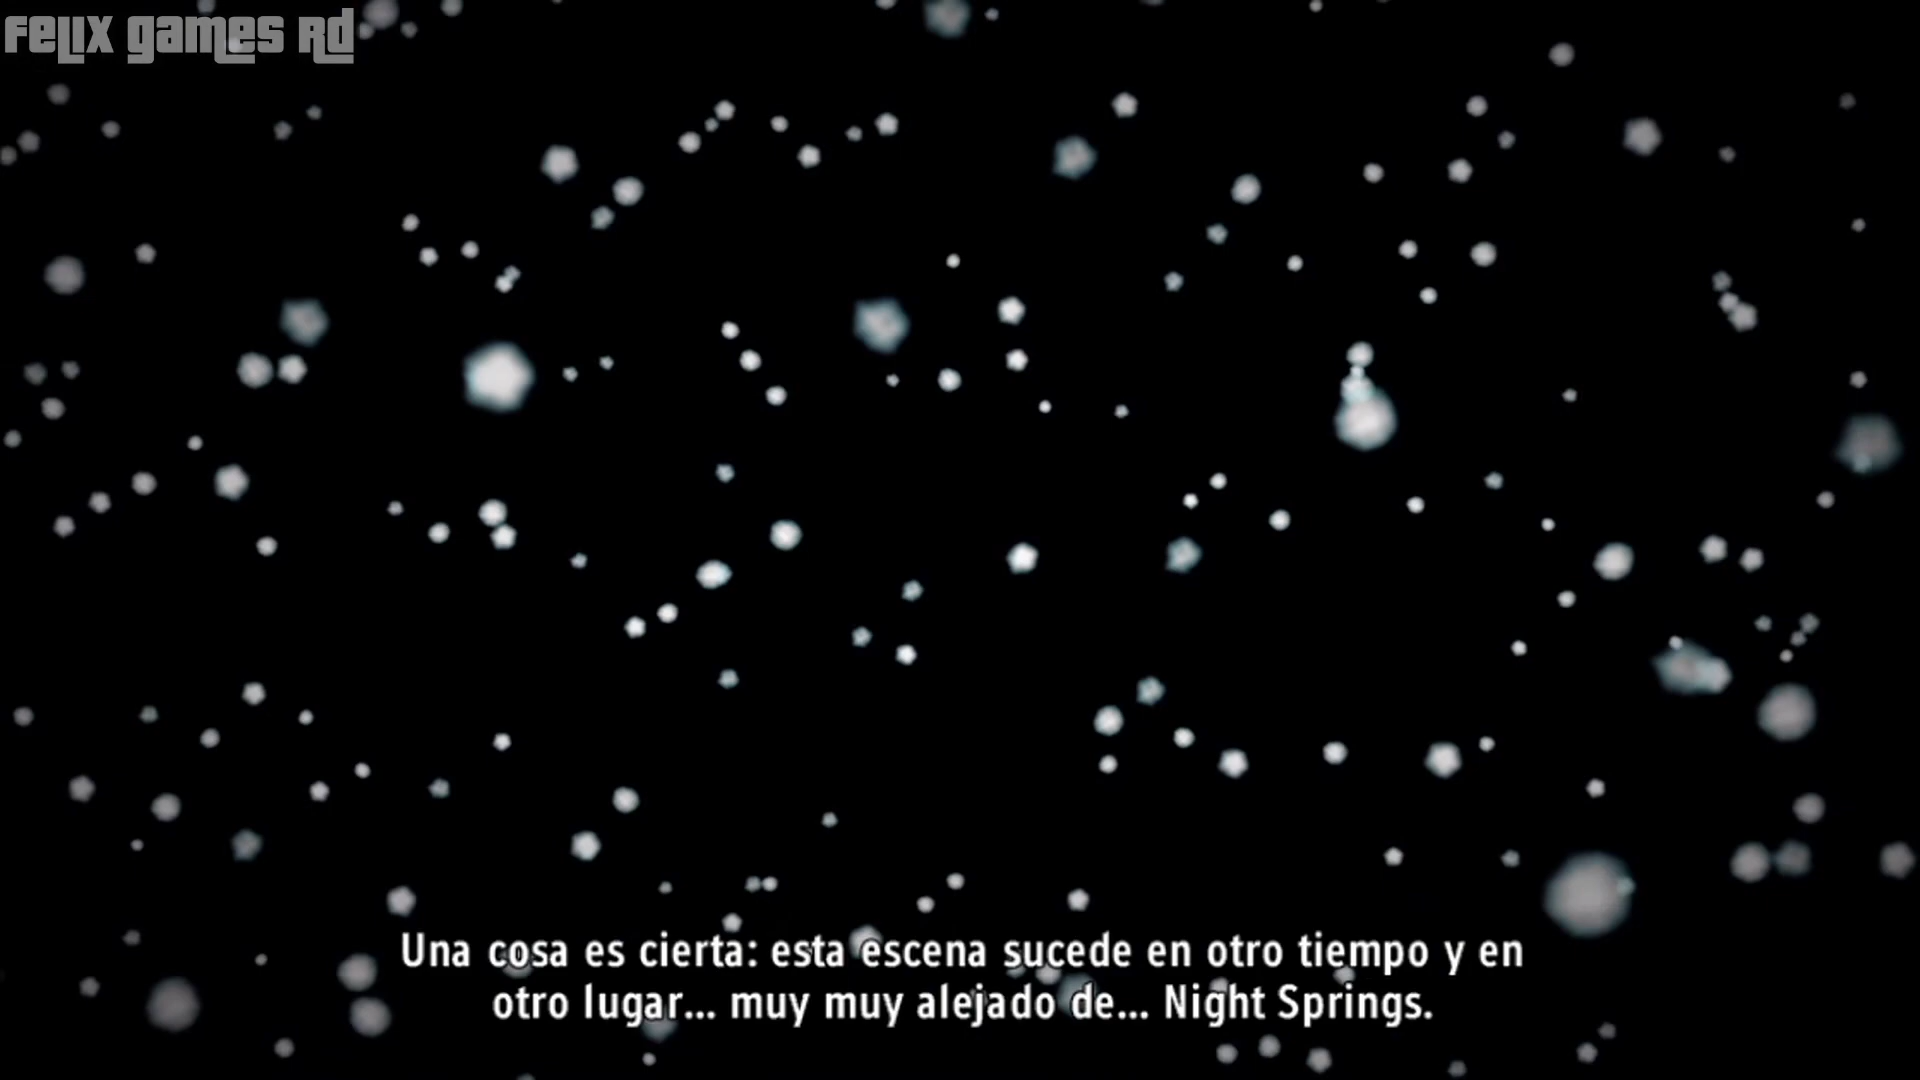 FELIX GAMES RD
Una cosa es cierta: esta escena sucede en otro tiempo y en
otro lugar... muy muy alejado de... Night Springs.